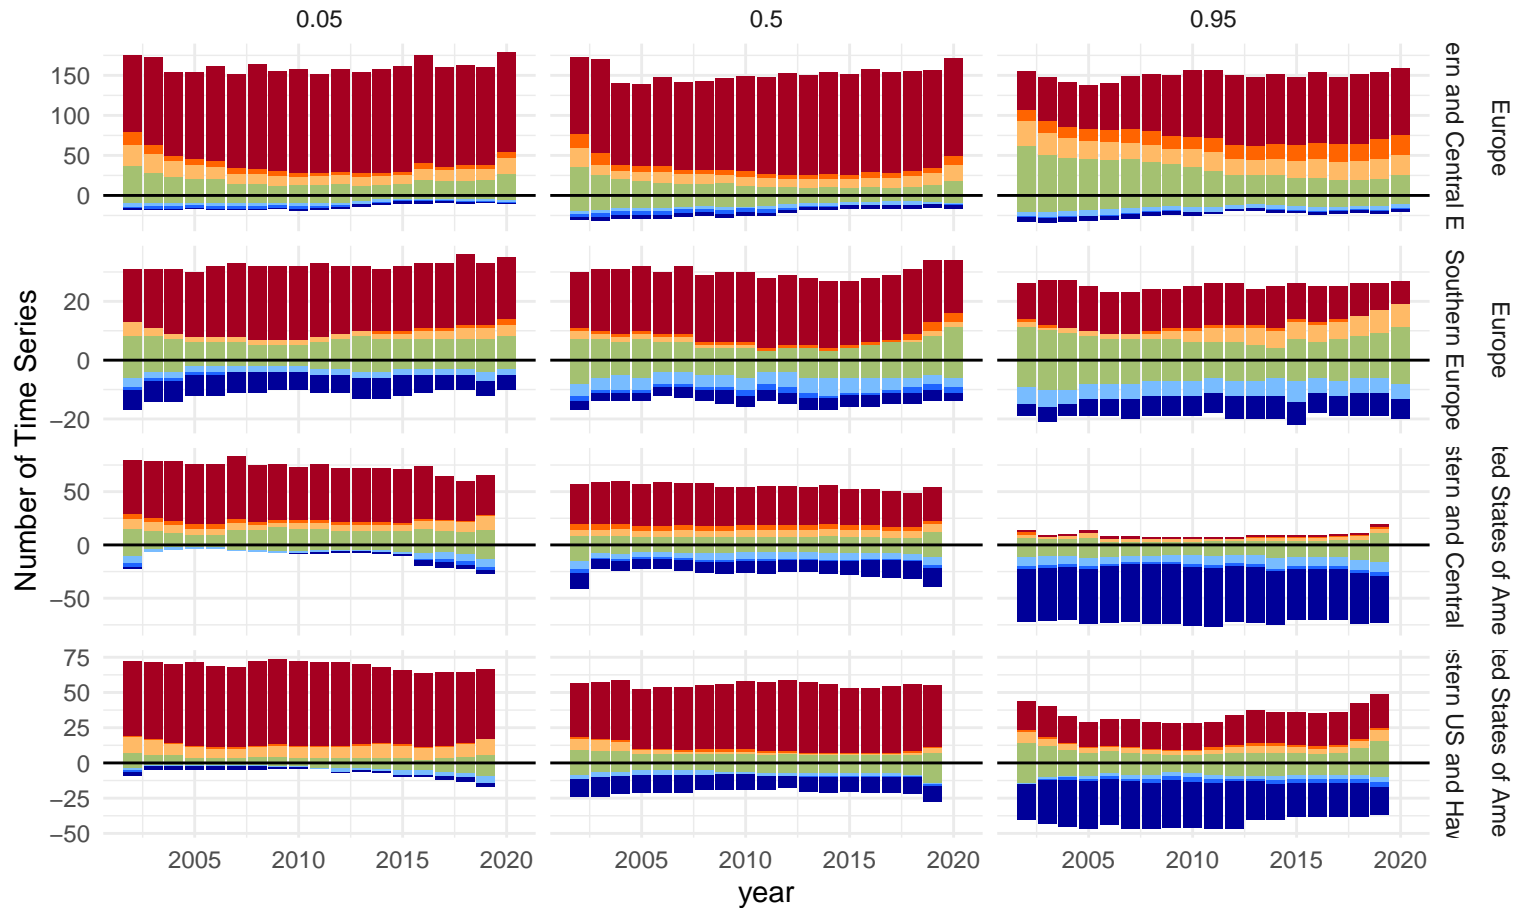 0.05 0.5 0.95
150
100
50
0
ern and Central E
Europe
20
0
−20
Southern Europe
Europe
50
0
−50
stern and Central
ted States of Ame
75
50
25
0
−25
−50
stern US and Hav
ted States of Ame
2005 2010 2015 2020 2005 2010 2015 2020 2005 2010 2015 2020
year
Number of Time Series